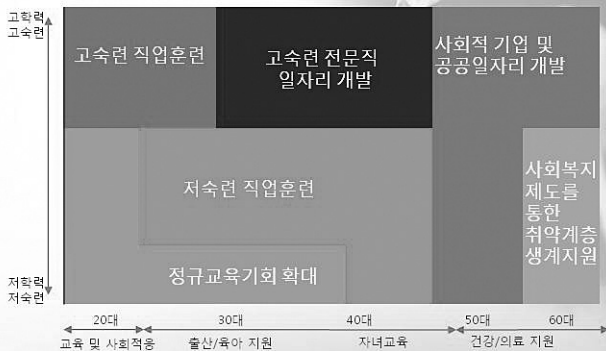 고학력
고숙련
고숙련 직업훈련
고숙련 전문직
일자리 개발
사회적 기업 및
공공일자리 개발
저숙련 직업훈련
사회복지
제도를
통한
취약계층
생계지원
정규교육기회 확대
저학력
저숙련
20대 30대 40대 50대 60대
교육 및 사회적응 출산/육아 지원 자녀교육 건강/의료 지원